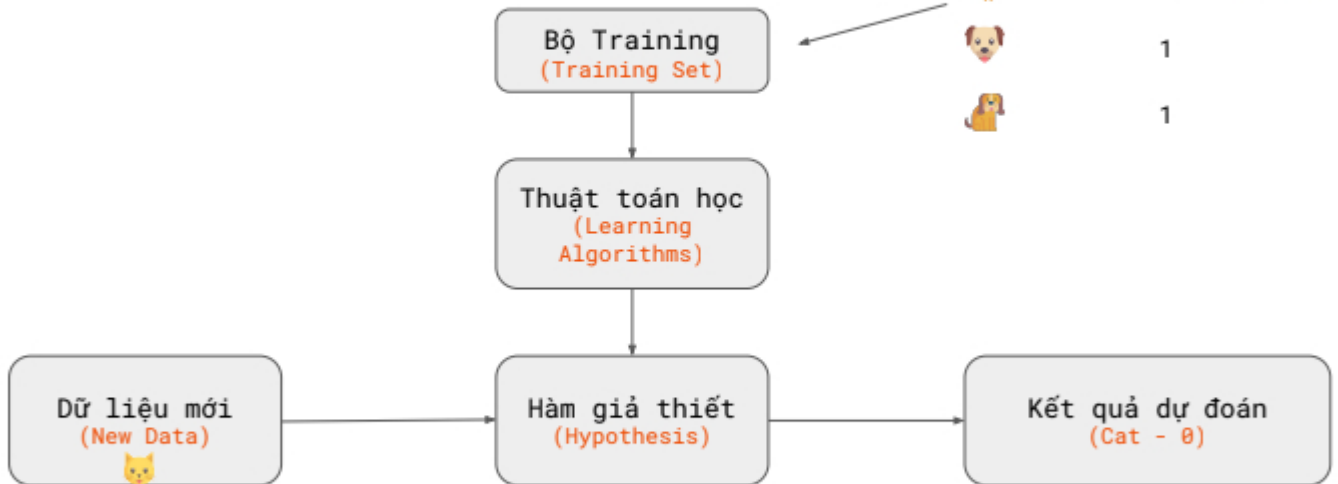 Bộ Training
(Training Set)
1
1
Thuật toán học
(Learning
Algorithms)
Dữ liệu mới
(New Data)
Hàm giả thiết
(Hypothesis)
Kết quả dự đoán
(Cat - 0)